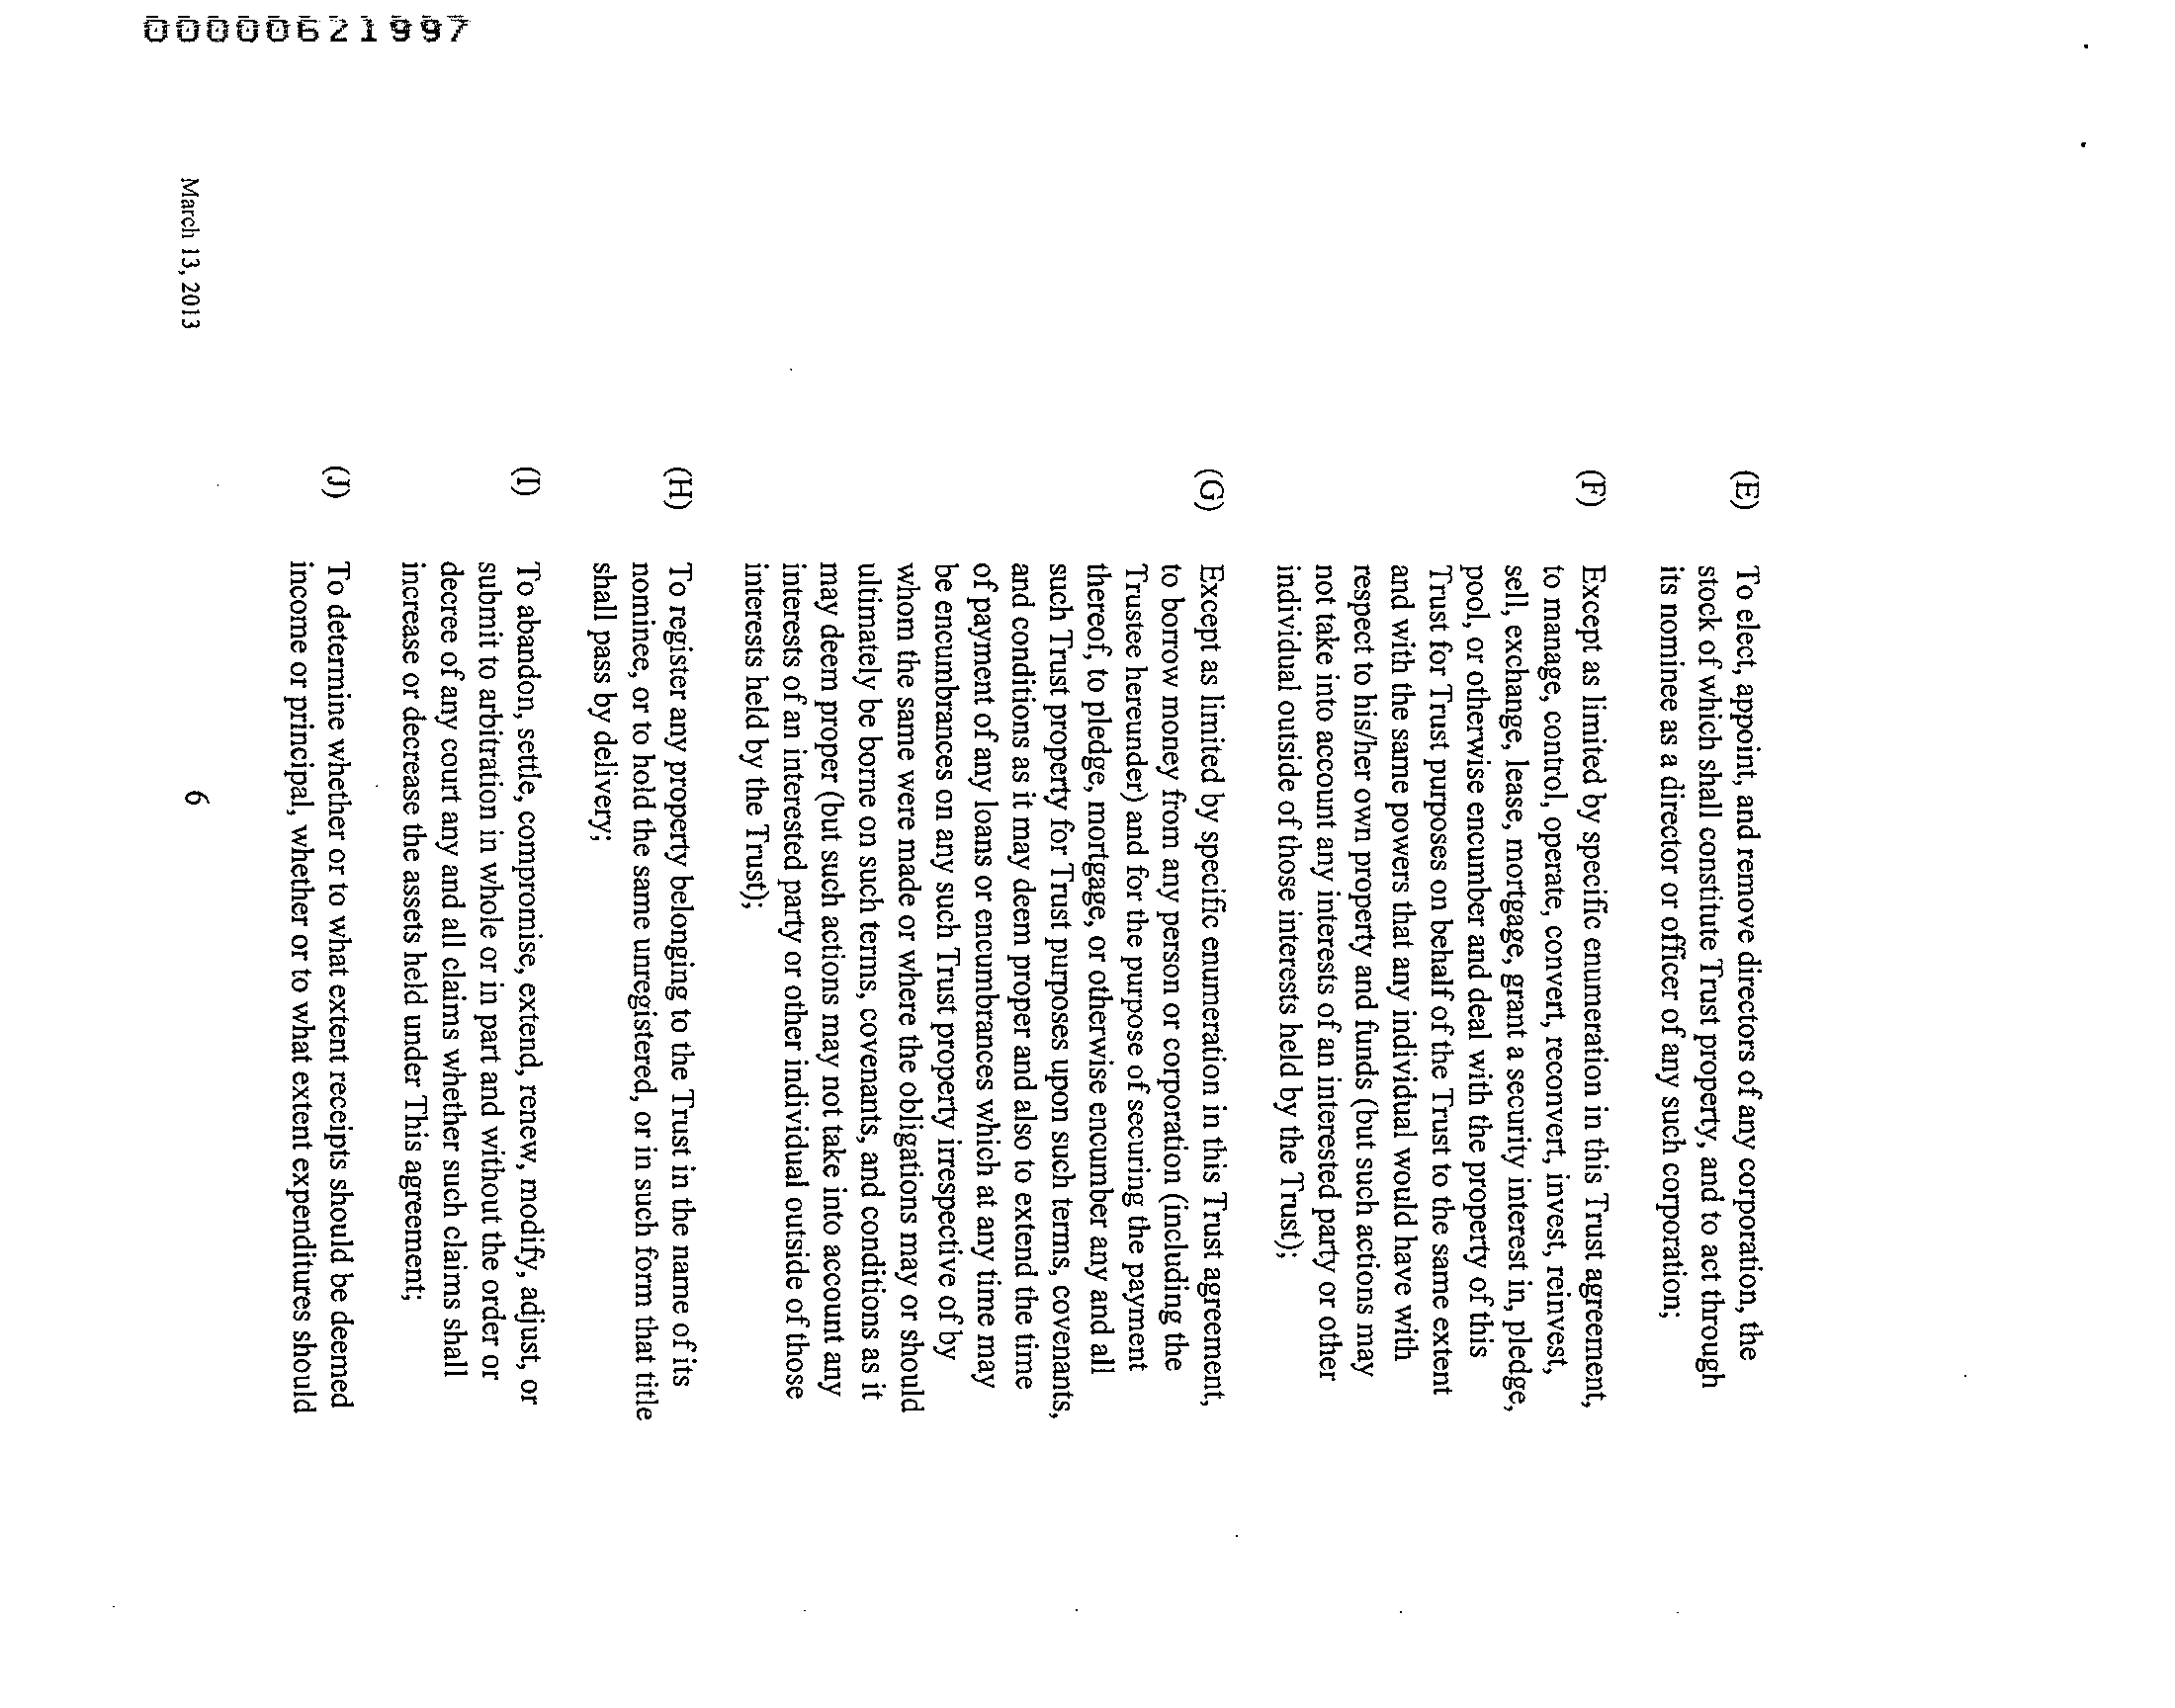 (E) To elect, appoint, and remove directors of any corporation, the
stock of which shall constitute Trust property, and to act through
its nominee as a director or officer of any such corporation;
(F) Except as limited by specific enumeration in this Trust agreement,
to manage, control, operate, convert, reconvert, invest, reinvest,
sell, exchange, lease, mortgage, grant a security interest in, pledge,
pool, or otherwise encumber and deal with the property of this
Trust for Trust purposes on behalf of the Trust to the same extent
and with the same powers that any individual would have with
respect to his/her own property and funds (but such actions may
not take into account any interests of an interested party or other
individual outside of those interests held by the Trust);
(G) Except as limited by specific enumeration in this Trust agreement,
to borrow money from any person or corporation (including the
Trustee hereunder) and for the purpose of securing the payment
thereof, to pledge, mortgage, or otherwise encumber any and all
such Trust property for Trust purposes upon such terms, covenants,
and conditions as it may deem proper and also to extend the time
of payment of any loans or encumbrances which at any time may
be encumbrances on any such Trust property irrespective of by
whom the same were made or where the obligations may or should
ultimately be borne on such terms, covenants, and conditions as it
may deem proper (but such actions may not take into account any
interests of an interested party or other individual outside of those
interests held by the Trust);
(H) To register any property belonging to the Trust in the name of its
nominee, or to hold the same unregistered, or in such form that title
shall pass by delivery;
(I) To abandon, settle, compromise, extend, renew, modify, adjust, or
submit to arbitration in whole or in part and without the order or
decree of any court any and all claims whether such claims shall
increase or decrease the assets held under This agreement;
(J) To determine whether or to what extent receipts should be deemed
income or principal, whether or to what extent expenditures should
6
March 13, 2013
00000621997